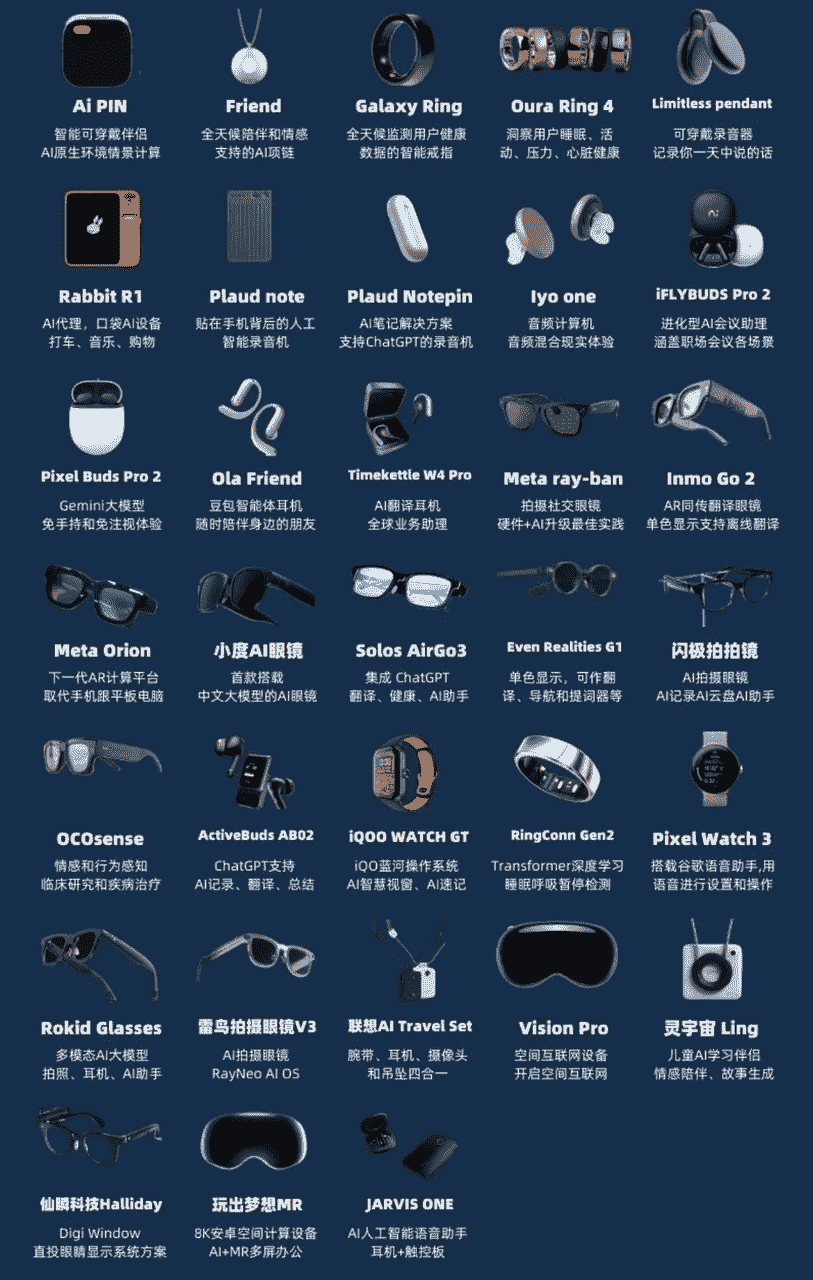 Ai PIN
智能可穿戴伴侣
AI原生环境情景计算
Friend
全天候陪伴和情感
支持的AI项链
Galaxy Ring
全天候监测用户健康
数据的智能戒指
Oura Ring 4
洞察用户睡眠、活
动、压力、心脏健康
Limitless pendant
可穿戴录音器
记录你一天中说的话
Rabbit R1
AI代理，口袋AI设备
打车、音乐、购物
Plaud note
贴在手机背后的人工
智能录音机
Plaud Notepin
AI笔记解决方案
支持ChatGPT的录音机
Iyo one
音频计算机
音频混合现实体验
iFLYBUDS Pro 2
进化型AI会议助理
涵盖职场会议各场景
Pixel Buds Pro 2
Gemini大模型
免手持和免注视体验
Ola Friend
豆包智能体耳机
随时陪伴身边的朋友
Timekettle W4 Pro
AI翻译耳机
全球业务助理
Meta ray-ban
拍摄社交眼镜
硬件+AI升级最佳实践
Inmo Go 2
AR同传翻译眼镜
单色显示支持离线翻译
Meta Orion
下一代AR计算平台
取代手机跟平板电脑
小度AI眼镜
首款搭载
中文大模型的AI眼镜
Solos AirGo3
集成 ChatGPT
翻译、健康、AI助手
Even Realities G1
单色显示，可作翻
译、导航和提词器等
闪极拍拍镜
AI拍摄眼镜
AI记录AI云盘AI助手
OCOsense
情感和行为感知
临床研究和疾病治疗
ActiveBuds AB02
ChatGPT支持
AI记录、翻译、总结
iQOO WATCH GT
iQO蓝河操作系统
AI智慧视窗、AI速记
RingConn Gen2
Transformer深度学习
睡眠呼吸暂停检测
Pixel Watch 3
搭载谷歌语音助手,用
语音进行设置和操作
Rokid Glasses
多模态AI大模型
拍照、耳机、AI助手
雷鸟拍摄眼镜V3
AI拍摄眼镜
RayNeo AI OS
联想AI Travel Set
腕带、耳机、摄像头
和吊坠四合一
Vision Pro
空间互联网设备
开启空间互联网
灵宇宙 Ling
儿童AI学习伴侣
情感陪伴、故事生成
仙瞬科技Halliday
Digi Window
直投眼睛显示系统方案
玩出梦想MR
8K安卓空间计算设备
AI+MR多屏办公
JARVIS ONE
AI人工智能语音助手
耳机+触控板